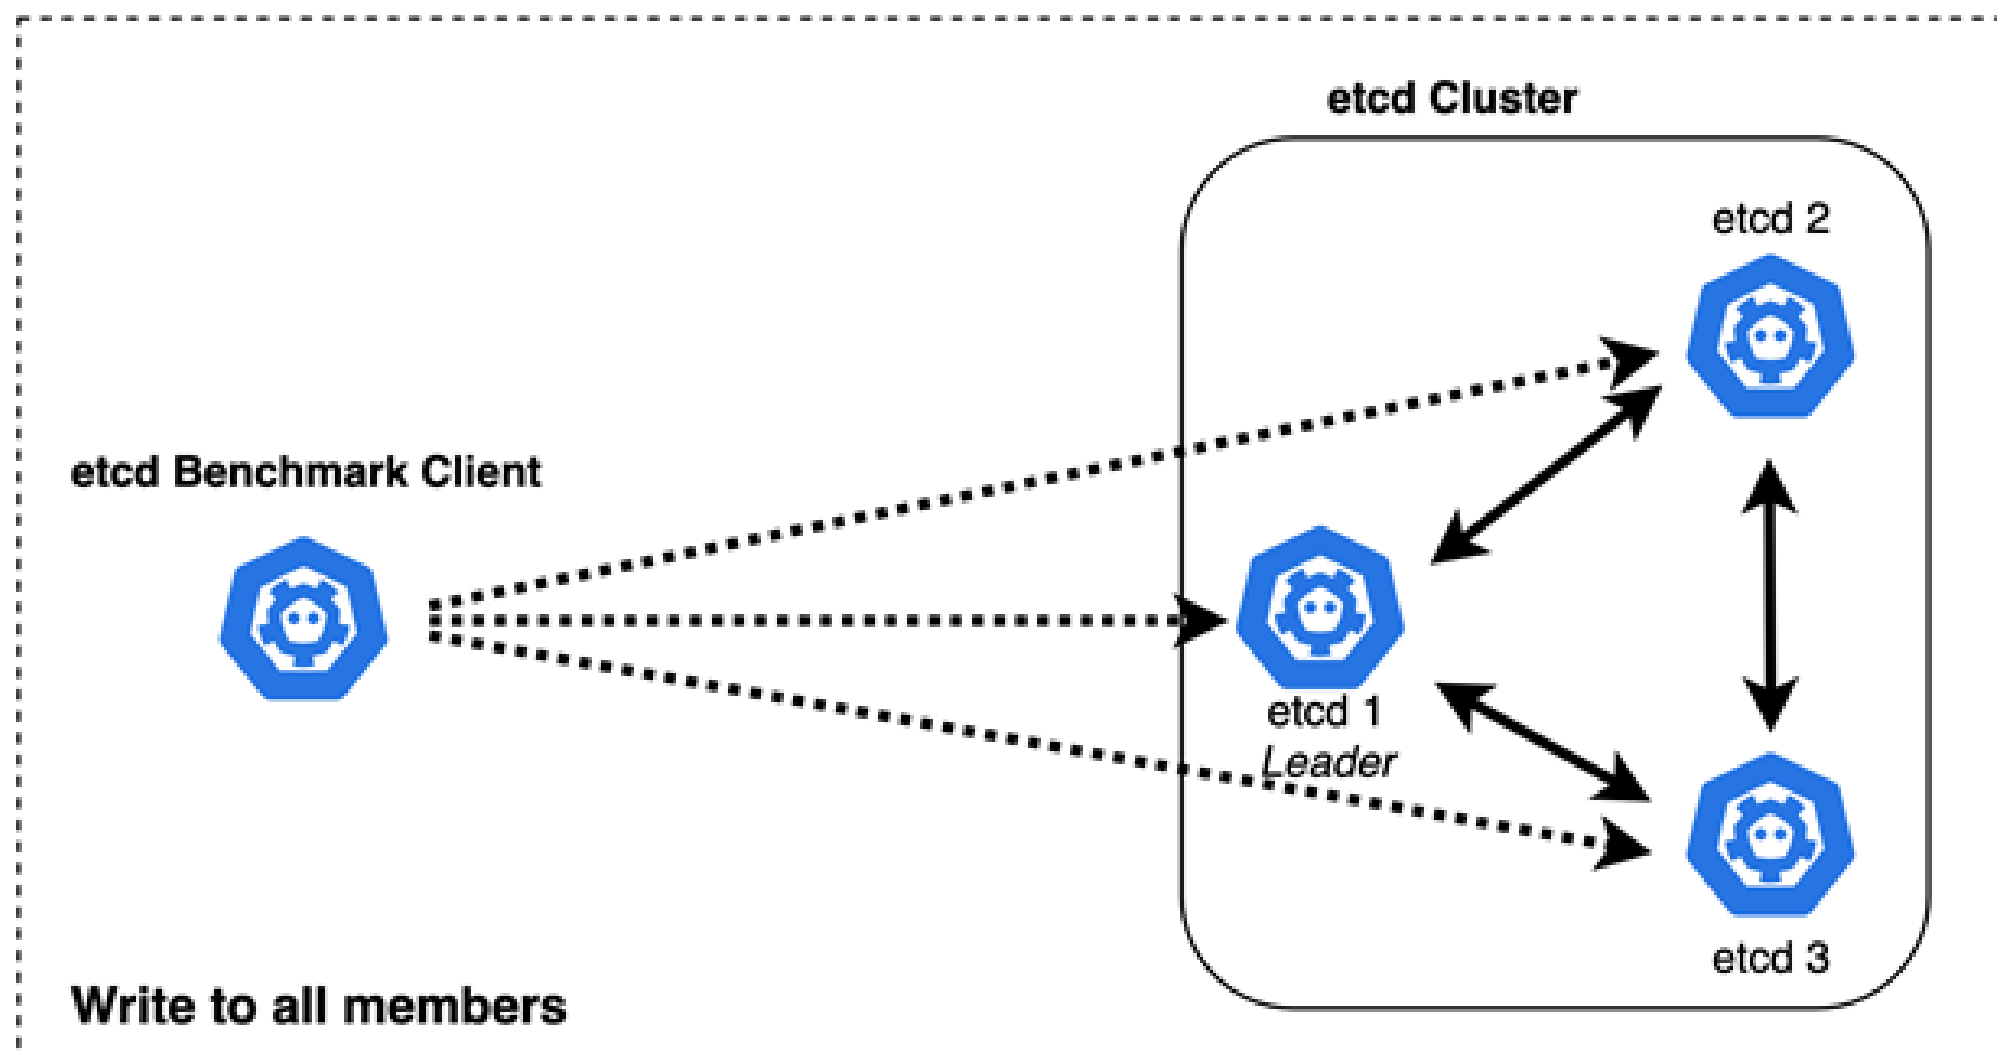 etcd Cluster
etcd 2
etcd Benchmark Client
etcd 1
Leader
etcd 3
Write to all members